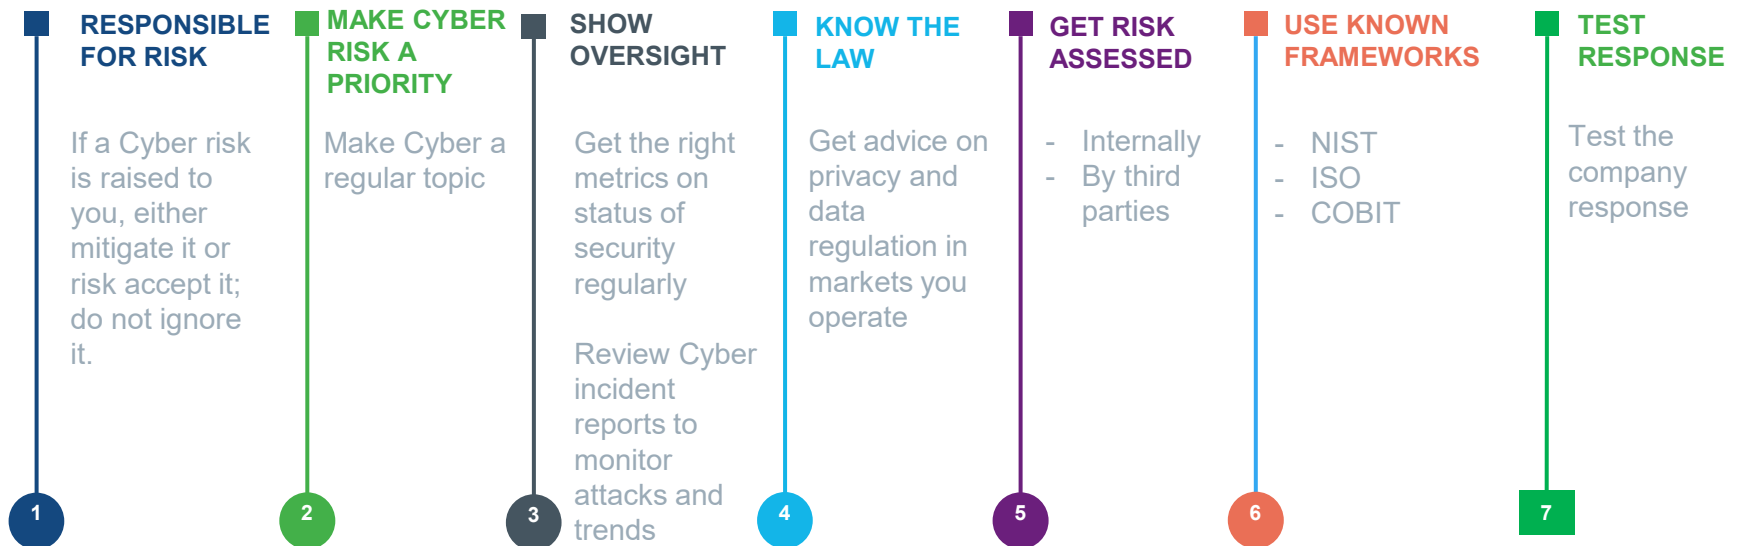 RESPONSIBLE
FOR RISK
If a Cyber risk
is raised to
you, either
mitigate it or
risk accept it;
do not ignore
it.
1
MAKE CYBER
RISK A
PRIORITY
Make Cyber a
regular topic
2
SHOW
OVERSIGHT
Get the right
metrics on
status of
security
regularly
Review Cyber
incident
reports to
monitor
attacks and
trends
3
KNOW THE
LAW
Get advice on
privacy and
data
regulation in
markets you
operate
4
GET RISK
ASSESSED
- Internally
- By third
parties
5
USE KNOWN
FRAMEWORKS
- NIST
- ISO
- COBIT
6
TEST
RESPONSE
Test the
company
response
7